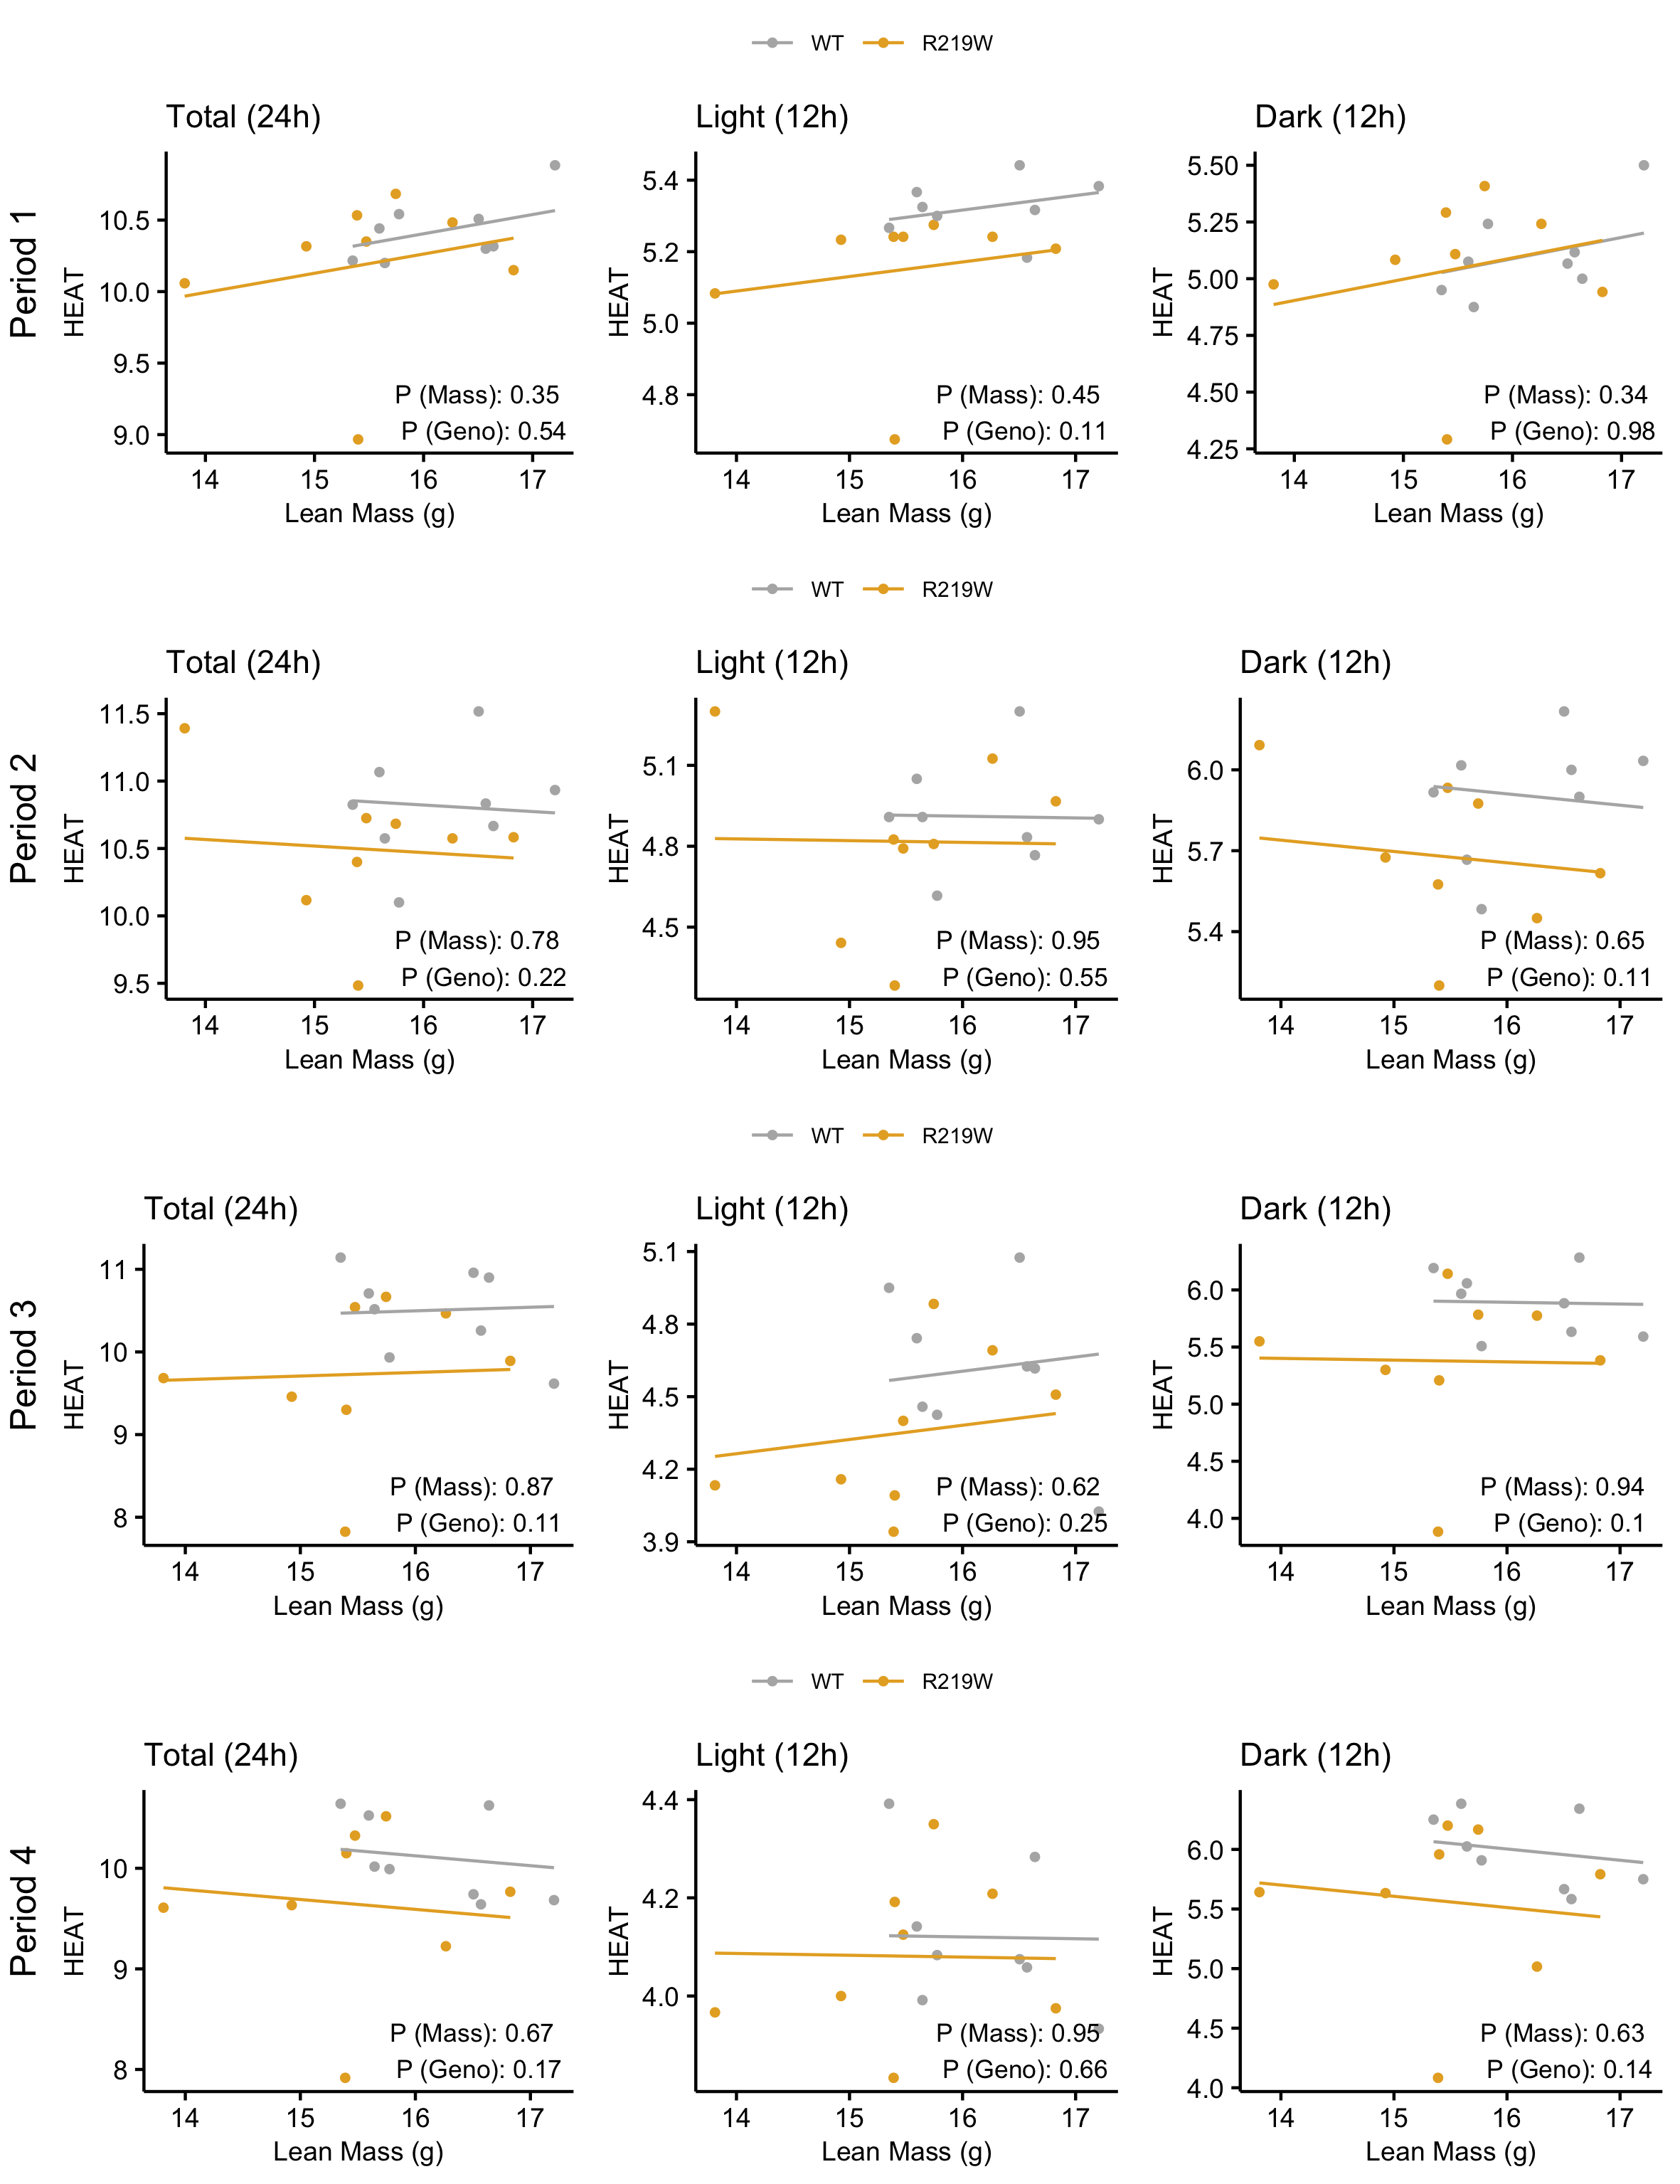 WT R219W
Total (24h) Light (12h) Dark (12h)
Period 1
HEAT
10.5
10.0
9.5
9.0
P (Mass): 0.35
P (Geno): 0.54
14 15 16 17
Lean Mass (g)
HEAT
5.4
5.2
5.0
4.8
P (Mass): 0.45
P (Geno): 0.11
14 15 16 17
Lean Mass (g)
HEAT
5.50
5.25
5.00
4.75
4.50
4.25
P (Mass): 0.34
P (Geno): 0.98
14 15 16 17
Lean Mass (g)
WT R219W
Total (24h) Light (12h) Dark (12h)
Period 2
HEAT
11.5
11.0
10.5
10.0
9.5
P (Mass): 0.78
P (Geno): 0.22
14 15 16 17
Lean Mass (g)
HEAT
5.1
4.8
4.5
P (Mass): 0.95
P (Geno): 0.55
14 15 16 17
Lean Mass (g)
HEAT
6.0
5.7
5.4
P (Mass): 0.65
P (Geno): 0.11
14 15 16 17
Lean Mass (g)
WT R219W
Total (24h) Light (12h) Dark (12h)
Period 3
HEAT
11
10
9
8
P (Mass): 0.87
P (Geno): 0.11
14 15 16 17
Lean Mass (g)
HEAT
5.1
4.8
4.5
4.2
3.9
P (Mass): 0.62
P (Geno): 0.25
14 15 16 17
Lean Mass (g)
HEAT
6.0
5.5
5.0
4.5
4.0
P (Mass): 0.94
P (Geno): 0.1
14 15 16 17
Lean Mass (g)
WT R219W
Total (24h) Light (12h) Dark (12h)
Period 4
HEAT
10
9
8
P (Mass): 0.67
P (Geno): 0.17
14 15 16 17
Lean Mass (g)
HEAT
4.4
4.2
4.0
P (Mass): 0.95
P (Geno): 0.66
14 15 16 17
Lean Mass (g)
HEAT
6.0
5.5
5.0
4.5
4.0
P (Mass): 0.63
P (Geno): 0.14
14 15 16 17
Lean Mass (g)